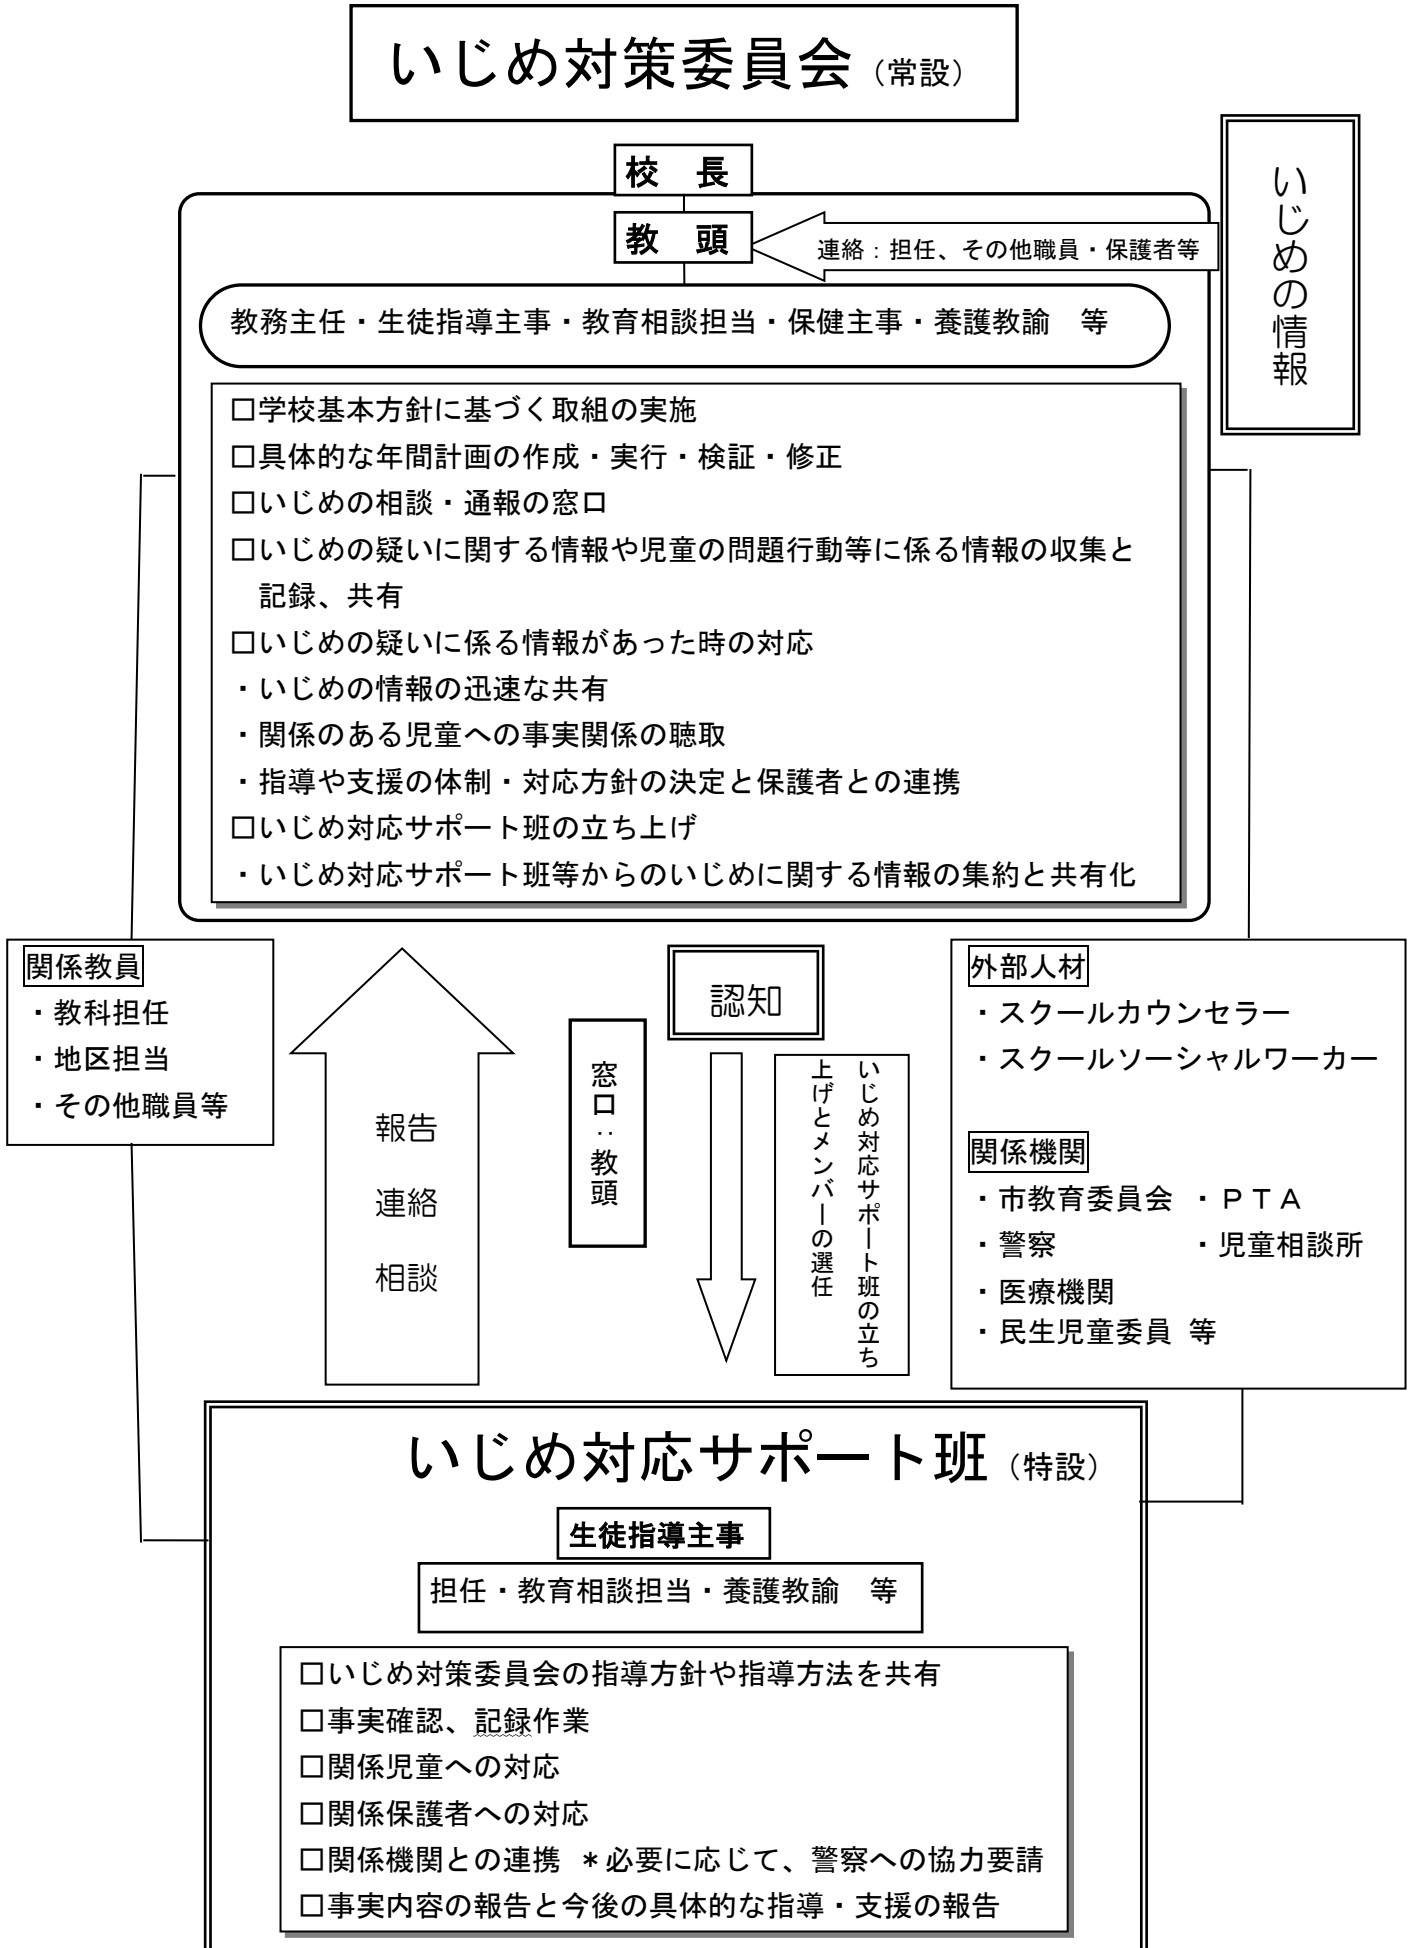 いじめ対策委員会（常設）
校　長
教　頭
連絡：担任、その他職員・保護者等
いじめの情報
教務主任・生徒指導主事・教育相談担当・保健主事・養護教諭　等
□学校基本方針に基づく取組の実施
□具体的な年間計画の作成・実行・検証・修正
□いじめの相談・通報の窓口
□いじめの疑いに関する情報や児童の問題行動等に係る情報の収集と
記録、共有
□いじめの疑いに係る情報があった時の対応
・いじめの情報の迅速な共有
・関係のある児童への事実関係の聴取
・指導や支援の体制・対応方針の決定と保護者との連携
□いじめ対応サポート班の立ち上げ
・いじめ対応サポート班等からのいじめに関する情報の集約と共有化
関係教員
・教科担任
・地区担当
・その他職員等
報告
連絡
相談
窓口：教頭
認知
いじめ対応サポート班の立ち
上げとメンバーの選任
外部人材
・スクールカウンセラー
・スクールソーシャルワーカー
関係機関
・市教育委員会　・ＰＴＡ
・警察　・児童相談所
・医療機関
・民生児童委員 等
いじめ対応サポート班（特設）
生徒指導主事
担任・教育相談担当・養護教諭　等
□いじめ対策委員会の指導方針や指導方法を共有
□事実確認、記録作業
□関係児童への対応
□関係保護者への対応
□関係機関との連携 ＊必要に応じて、警察への協力要請
□事実内容の報告と今後の具体的な指導・支援の報告